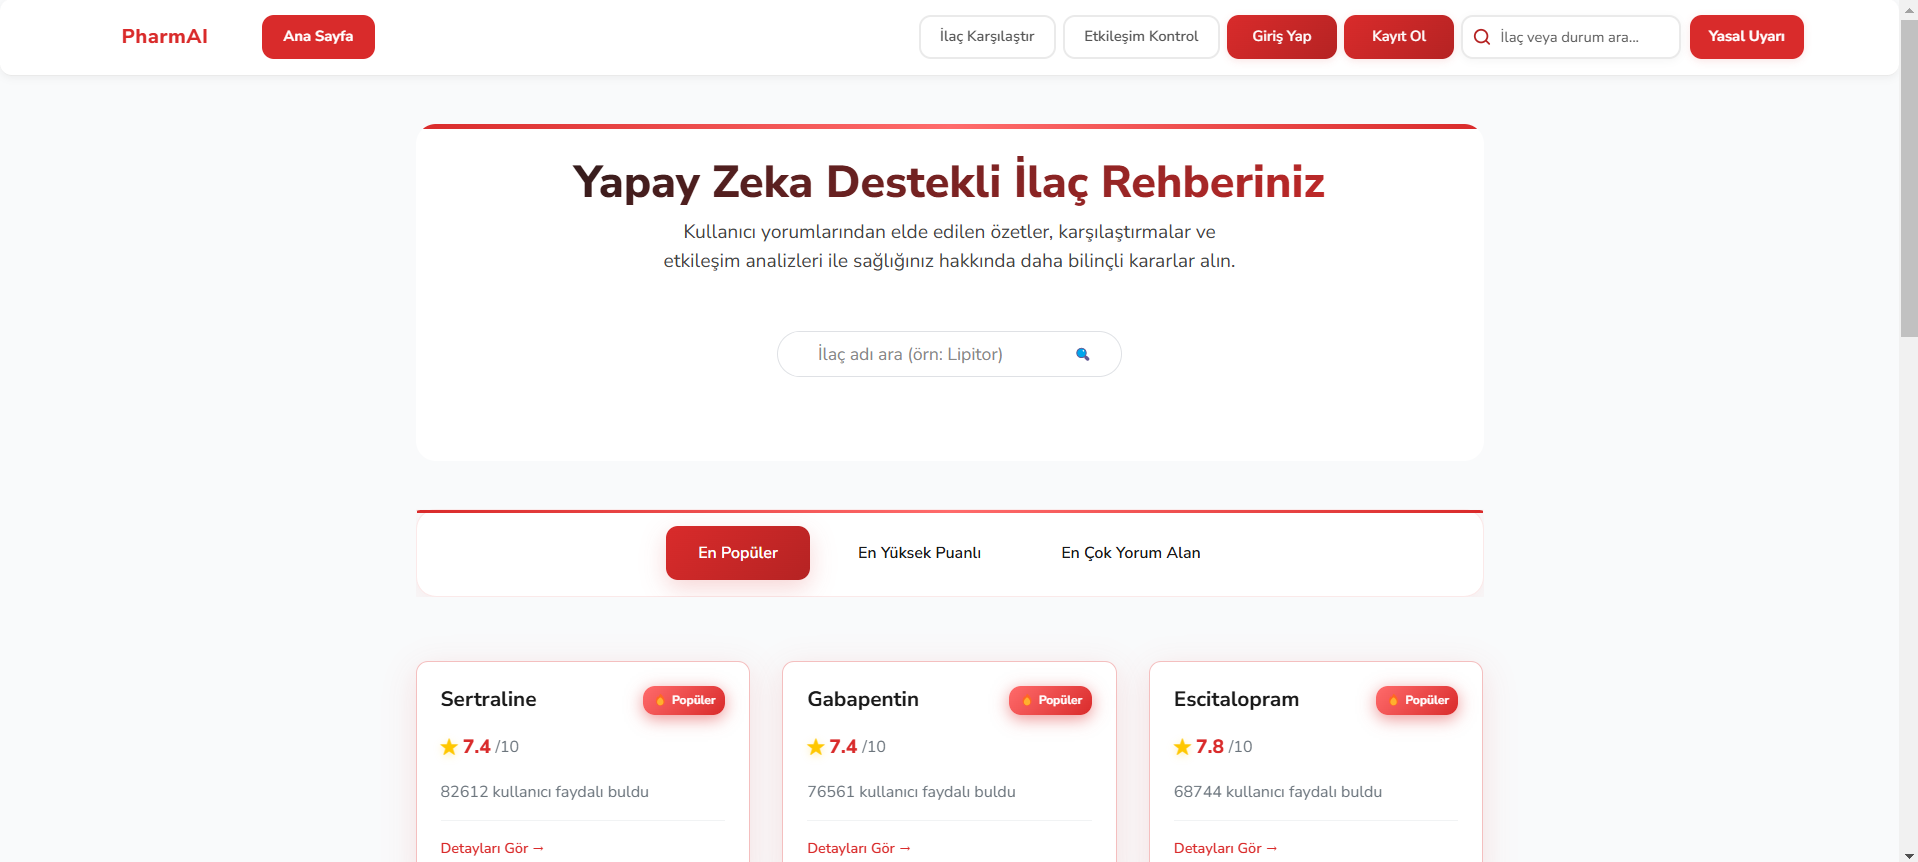 PharmAI
Ana Sayfa
İlaç Karşılaştır
Etkileşim Kontrol
Giriş Yap
Kayıt Ol
İlaç veya durum ara...
Yasal Uyarı
Yapay Zeka Destekli İlaç Rehberiniz
Kullanıcı yorumlarından elde edilen özetler, karşılaştırmalar ve
etkileşim analizleri ile sağlığınız hakkında daha bilinçli kararlar alın.
İlaç adı ara (örn: Lipitor)
En Popüler
En Yüksek Puanlı
En Çok Yorum Alan
Sertraline
Popüler
7.4 /10
82612 kullanıcı faydalı buldu
Detayları Gör →
Gabapentin
Popüler
7.4 /10
76561 kullanıcı faydalı buldu
Detayları Gör →
Escitalopram
Popüler
7.8 /10
68744 kullanıcı faydalı buldu
Detayları Gör →